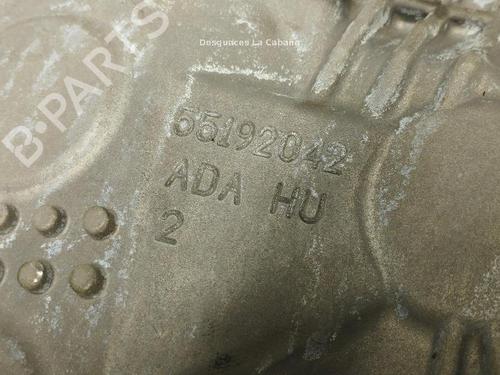 Desguaces La Cabana
B-PARTS
55192042
ADA HU
2